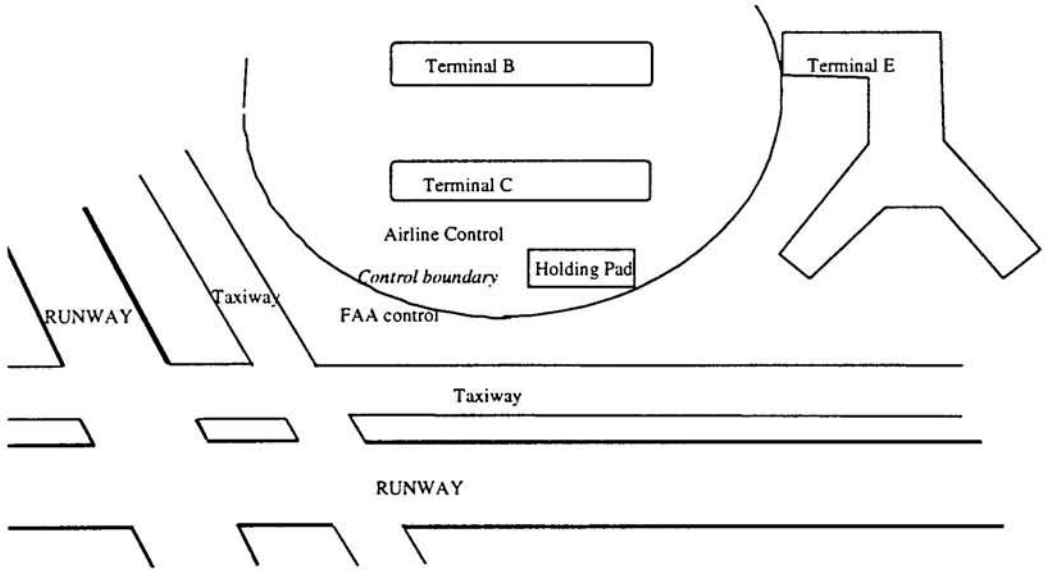 Terminal B
Terminal E
Terminal C
Airline Control
Holding Pad
Control boundary
Taxiway
RUNWAY
FAA control
Taxiway
RUNWAY